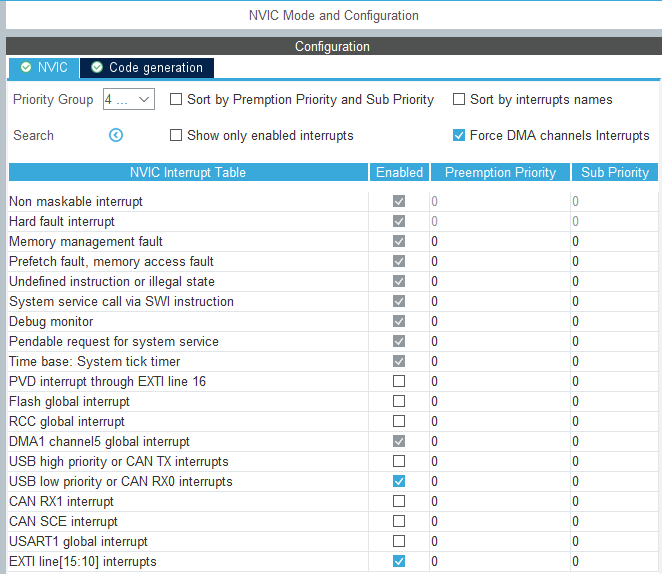 NVIC Mode and Configuration
Configuration
NVIC Code generation
Priority Group 4 ... Sort by Premption Priority and Sub Priority Sort by interrupts names
Search Show only enabled interrupts Force DMA channels Interrupts
NVIC Interrupt Table Enabled Preemption Priority Sub Priority
Non maskable interrupt 0 0
Hard fault interrupt 0 0
Memory management fault 0 0
Prefetch fault, memory access fault 0 0
Undefined instruction or illegal state 0 0
System service call via SWI instruction 0 0
Debug monitor 0 0
Pendable request for system service 0 0
Time base: System tick timer 0 0
PVD interrupt through EXTI line 16 0 0
Flash global interrupt 0 0
RCC global interrupt 0 0
DMA1 channel5 global interrupt 0 0
USB high priority or CAN TX interrupts 0 0
USB low priority or CAN RX0 interrupts 0 0
CAN RX1 interrupt 0 0
CAN SCE interrupt 0 0
USART1 global interrupt 0 0
EXTI line[15:10] interrupts 0 0